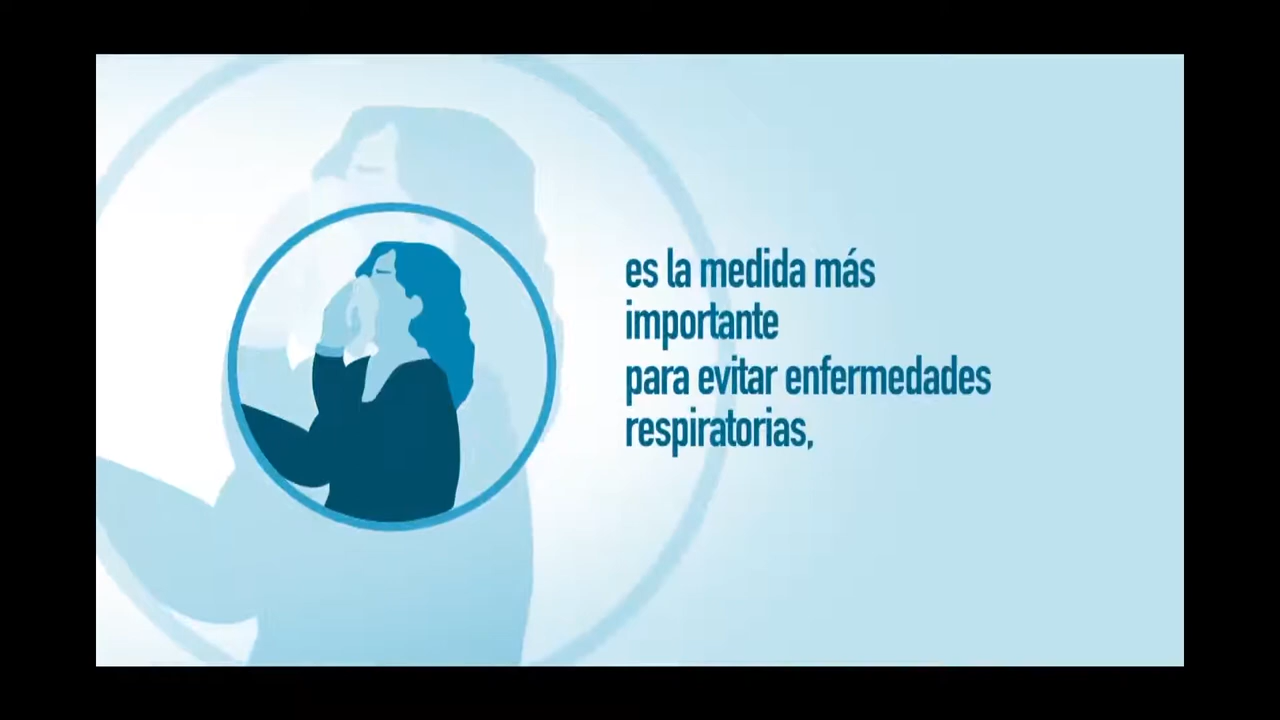 es la medida más
importante
para evitar enfermedades
respiratorias,